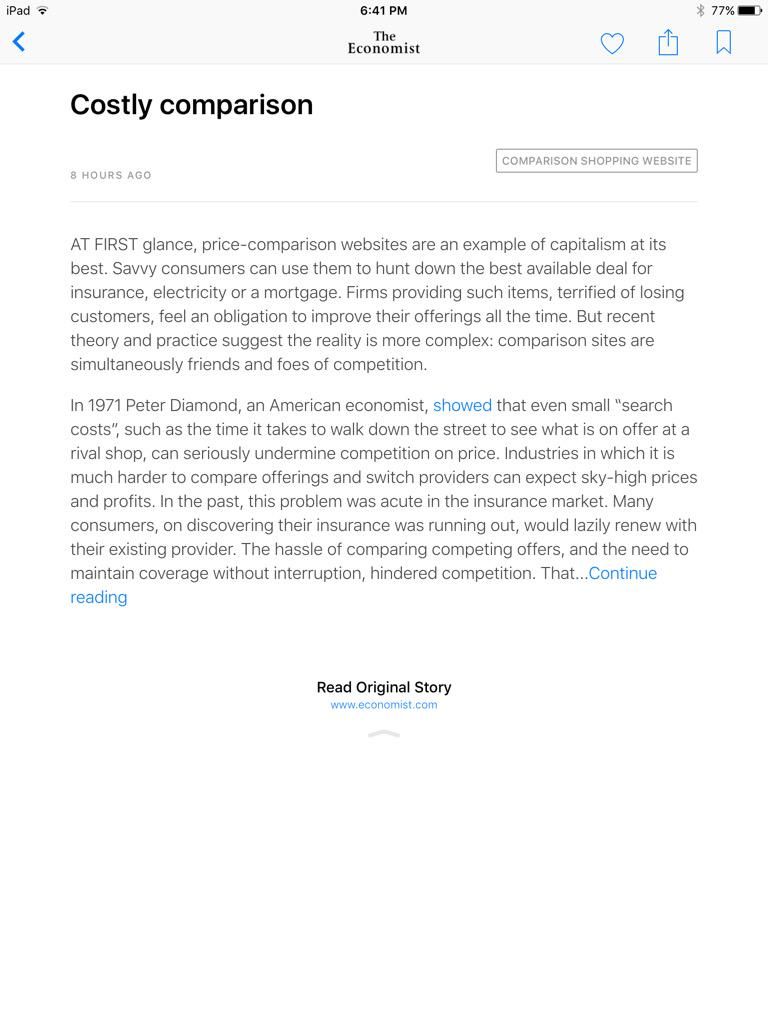 iPad
6:41 PM
77%
The
Economist
Costly comparison
COMPARISON SHOPPING WEBSITE
8 HOURS AGO
AT FIRST glance, price-comparison websites are an example of capitalism at its
best. Savvy consumers can use them to hunt down the best available deal for
insurance, electricity or a mortgage. Firms providing such items, terrified of losing
customers, feel an obligation to improve their offerings all the time. But recent
theory and practice suggest the reality is more complex: comparison sites are
simultaneously friends and foes of competition.
In 1971 Peter Diamond, an American economist, showed that even small “search
costs”, such as the time it takes to walk down the street to see what is on offer at a
rival shop, can seriously undermine competition on price. Industries in which it is
much harder to compare offerings and switch providers can expect sky-high prices
and profits. In the past, this problem was acute in the insurance market. Many
consumers, on discovering their insurance was running out, would lazily renew with
their existing provider. The hassle of comparing competing offers, and the need to
maintain coverage without interruption, hindered competition. That...Continue
reading
Read Original Story
www.economist.com